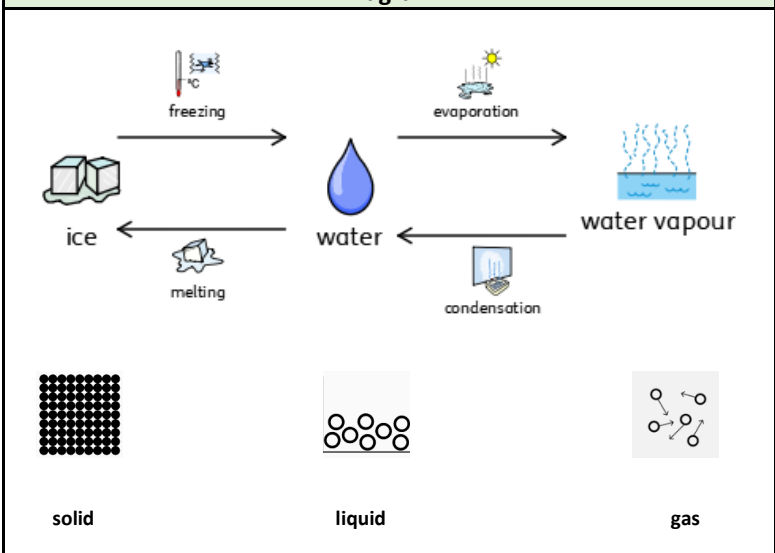 °C
freezing
evaporation
ice
water
water vapour
melting
condensation
solid
liquid
gas